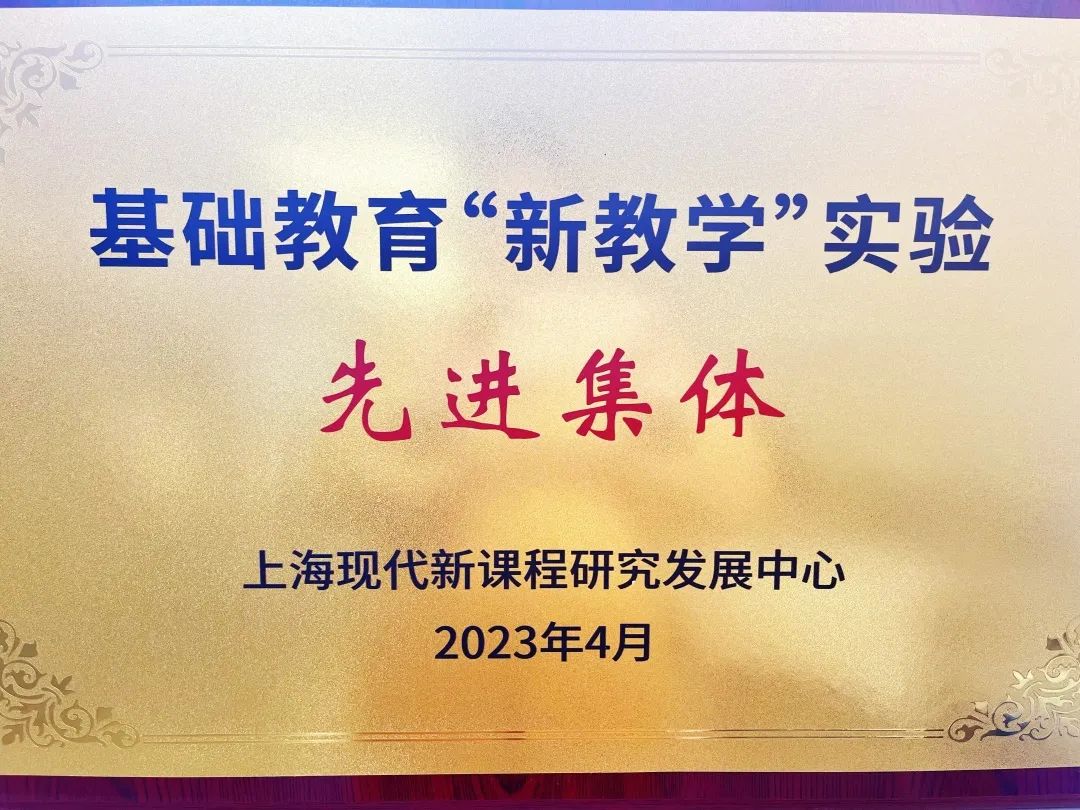 基础教育“新教学”实验
先进集体
上海现代新课程研究发展中心
2023年4月